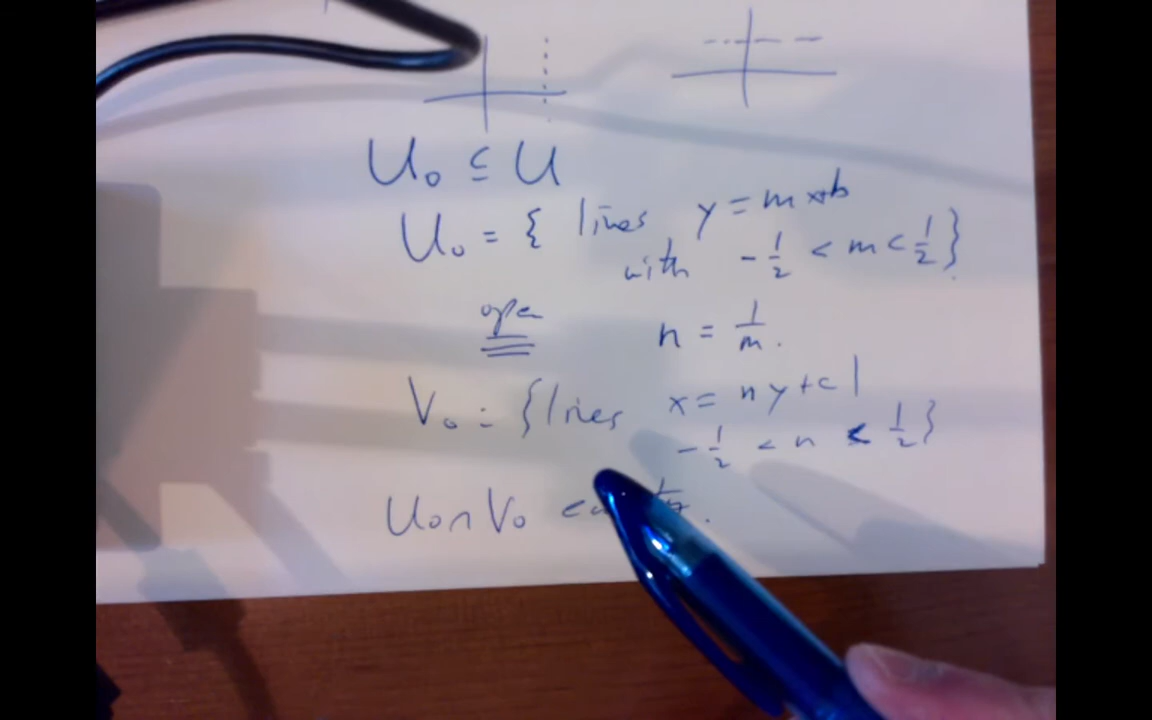 U₀ ⊆ U
U₀ = { lines y = mx+b
with -1/2 < m < 1/2 }
open n = 1/m.
V₀ = { lines x = ny+c |
-1/2 < n < 1/2 }
U₀ ∩ V₀